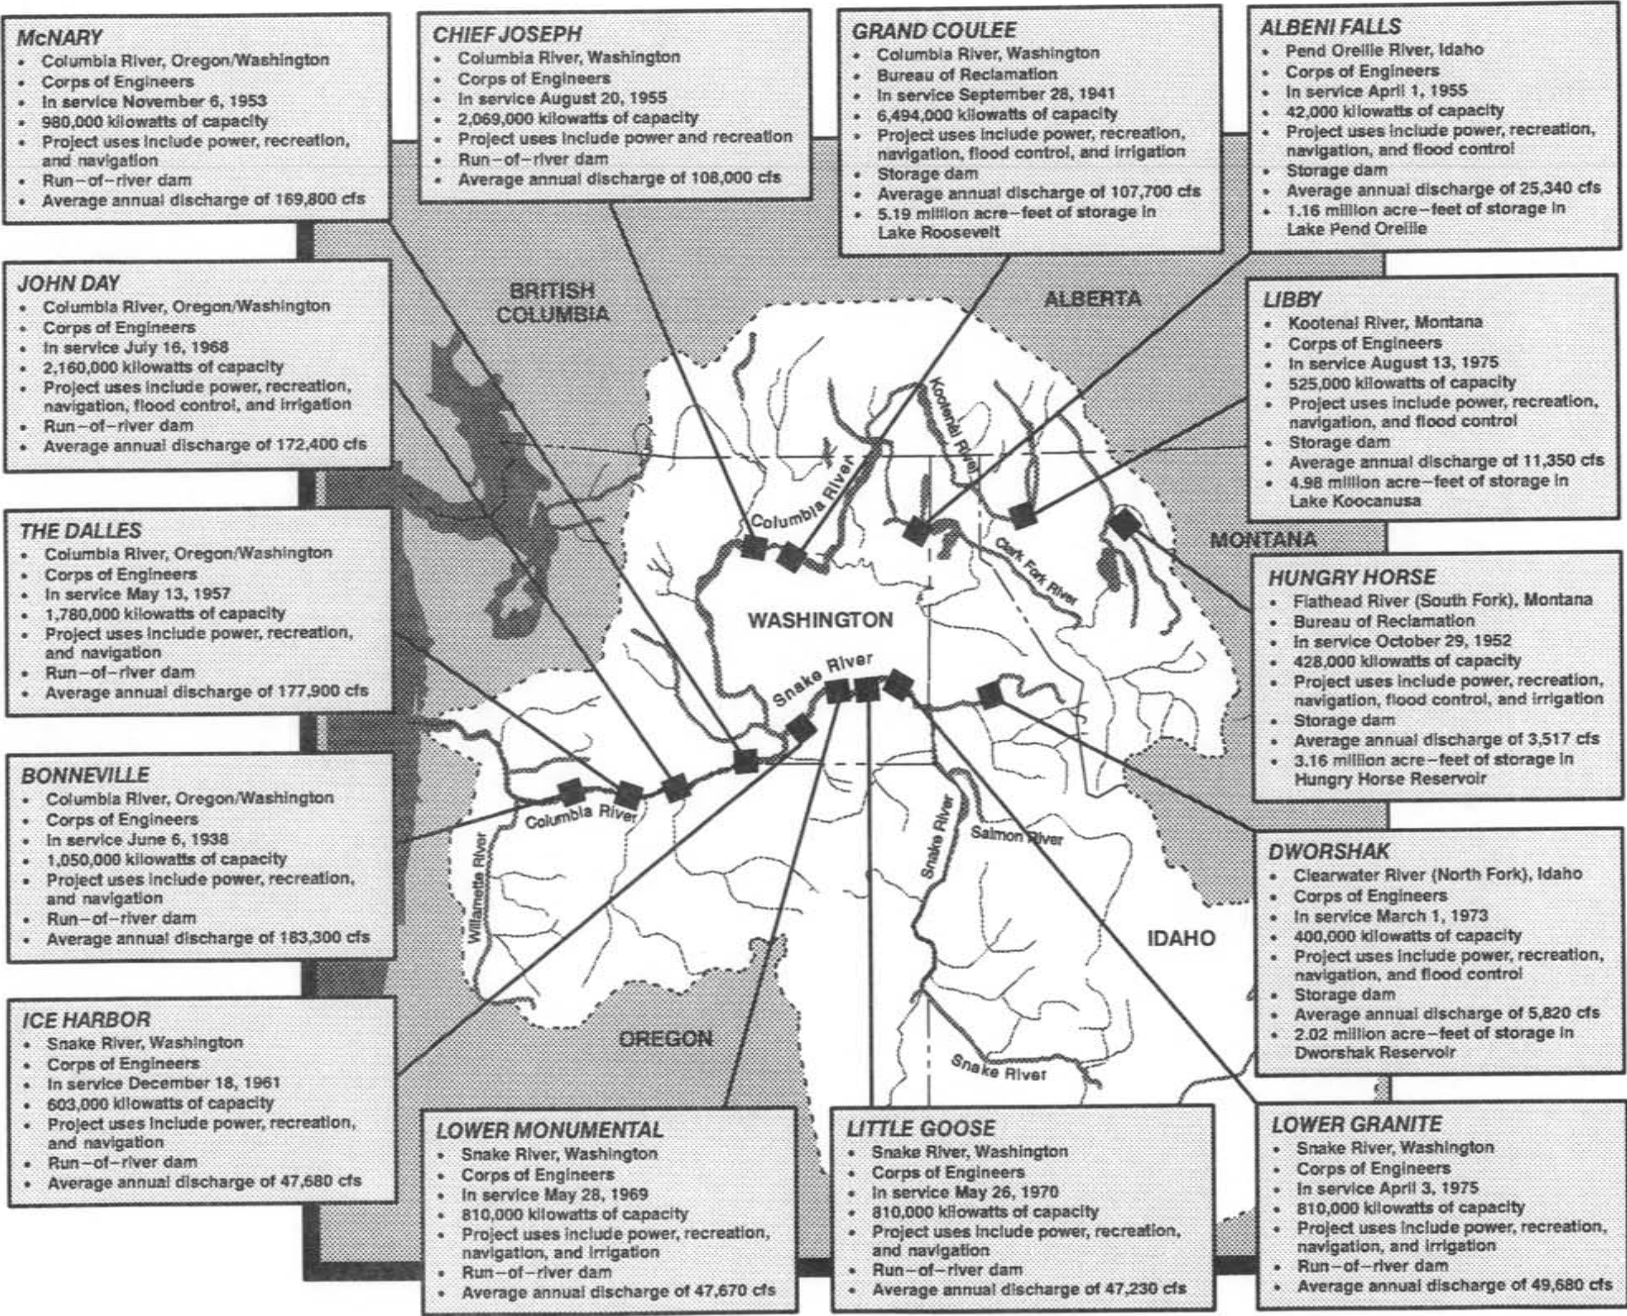 McNARY
• Columbia River, Oregon/Washington
• Corps of Engineers
• In service November 6, 1953
• 980,000 kilowatts of capacity
• Project uses include power, recreation,
and navigation
• Run-of-river dam
• Average annual discharge of 169,800 cfs
CHIEF JOSEPH
• Columbia River, Washington
• Corps of Engineers
• In service August 20, 1955
• 2,069,000 kilowatts of capacity
• Project uses include power and recreation
• Run-of-river dam
• Average annual discharge of 108,000 cfs
GRAND COULEE
• Columbia River, Washington
• Bureau of Reclamation
• In service September 28, 1941
• 6,494,000 kilowatts of capacity
• Project uses include power, recreation,
navigation, flood control, and irrigation
• Storage dam
• Average annual discharge of 107,700 cfs
• 5.19 million acre-feet of storage in
Lake Roosevelt
ALBENI FALLS
• Pend Oreille River, Idaho
• Corps of Engineers
• In service April 1, 1955
• 42,000 kilowatts of capacity
• Project uses include power, recreation,
navigation, and flood control
• Storage dam
• Average annual discharge of 25,340 cfs
• 1.16 million acre-feet of storage in
Lake Pend Oreille
JOHN DAY
• Columbia River, Oregon/Washington
• Corps of Engineers
• In service July 16, 1968
• 2,160,000 kilowatts of capacity
• Project uses include power, recreation,
navigation, flood control, and irrigation
• Run-of-river dam
• Average annual discharge of 172,400 cfs
LIBBY
• Kootenai River, Montana
• Corps of Engineers
• In service August 13, 1975
• 525,000 kilowatts of capacity
• Project uses include power, recreation,
navigation, and flood control
• Storage dam
• Average annual discharge of 11,350 cfs
• 4.98 million acre-feet of storage in
Lake Koocanusa
THE DALLES
• Columbia River, Oregon/Washington
• Corps of Engineers
• In service May 13, 1957
• 1,780,000 kilowatts of capacity
• Project uses include power, recreation,
and navigation
• Run-of-river dam
• Average annual discharge of 177,900 cfs
HUNGRY HORSE
• Flathead River (South Fork), Montana
• Bureau of Reclamation
• In service October 29, 1952
• 428,000 kilowatts of capacity
• Project uses include power, recreation,
navigation, flood control, and irrigation
• Storage dam
• Average annual discharge of 3,517 cfs
• 3.16 million acre-feet of storage in
Hungry Horse Reservoir
BONNEVILLE
• Columbia River, Oregon/Washington
• Corps of Engineers
• In service June 6, 1938
• 1,050,000 kilowatts of capacity
• Project uses include power, recreation,
and navigation
• Run-of-river dam
• Average annual discharge of 183,300 cfs
DWORSHAK
• Clearwater River (North Fork), Idaho
• Corps of Engineers
• In service March 1, 1973
• 400,000 kilowatts of capacity
• Project uses include power, recreation,
navigation, and flood control
• Storage dam
• Average annual discharge of 5,820 cfs
• 2.02 million acre-feet of storage in
Dworshak Reservoir
ICE HARBOR
• Snake River, Washington
• Corps of Engineers
• In service December 18, 1961
• 603,000 kilowatts of capacity
• Project uses include power, recreation,
and navigation
• Run-of-river dam
• Average annual discharge of 47,680 cfs
LOWER MONUMENTAL
• Snake River, Washington
• Corps of Engineers
• In service May 28, 1969
• 810,000 kilowatts of capacity
• Project uses include power, recreation,
navigation, and irrigation
• Run-of-river dam
• Average annual discharge of 47,670 cfs
LITTLE GOOSE
• Snake River, Washington
• Corps of Engineers
• In service May 26, 1970
• 810,000 kilowatts of capacity
• Project uses include power, recreation,
and navigation
• Run-of-river dam
• Average annual discharge of 47,230 cfs
LOWER GRANITE
• Snake River, Washington
• Corps of Engineers
• In service April 3, 1975
• 810,000 kilowatts of capacity
• Project uses include power, recreation,
navigation, and irrigation
• Run-of-river dam
• Average annual discharge of 49,680 cfs
BRITISH
COLUMBIA
ALBERTA
Kootenai River
Columbia River
Clark Fork River
MONTANA
WASHINGTON
Snake River
Columbia River
Willamette River
Snake River
Salmon River
IDAHO
OREGON
Snake River